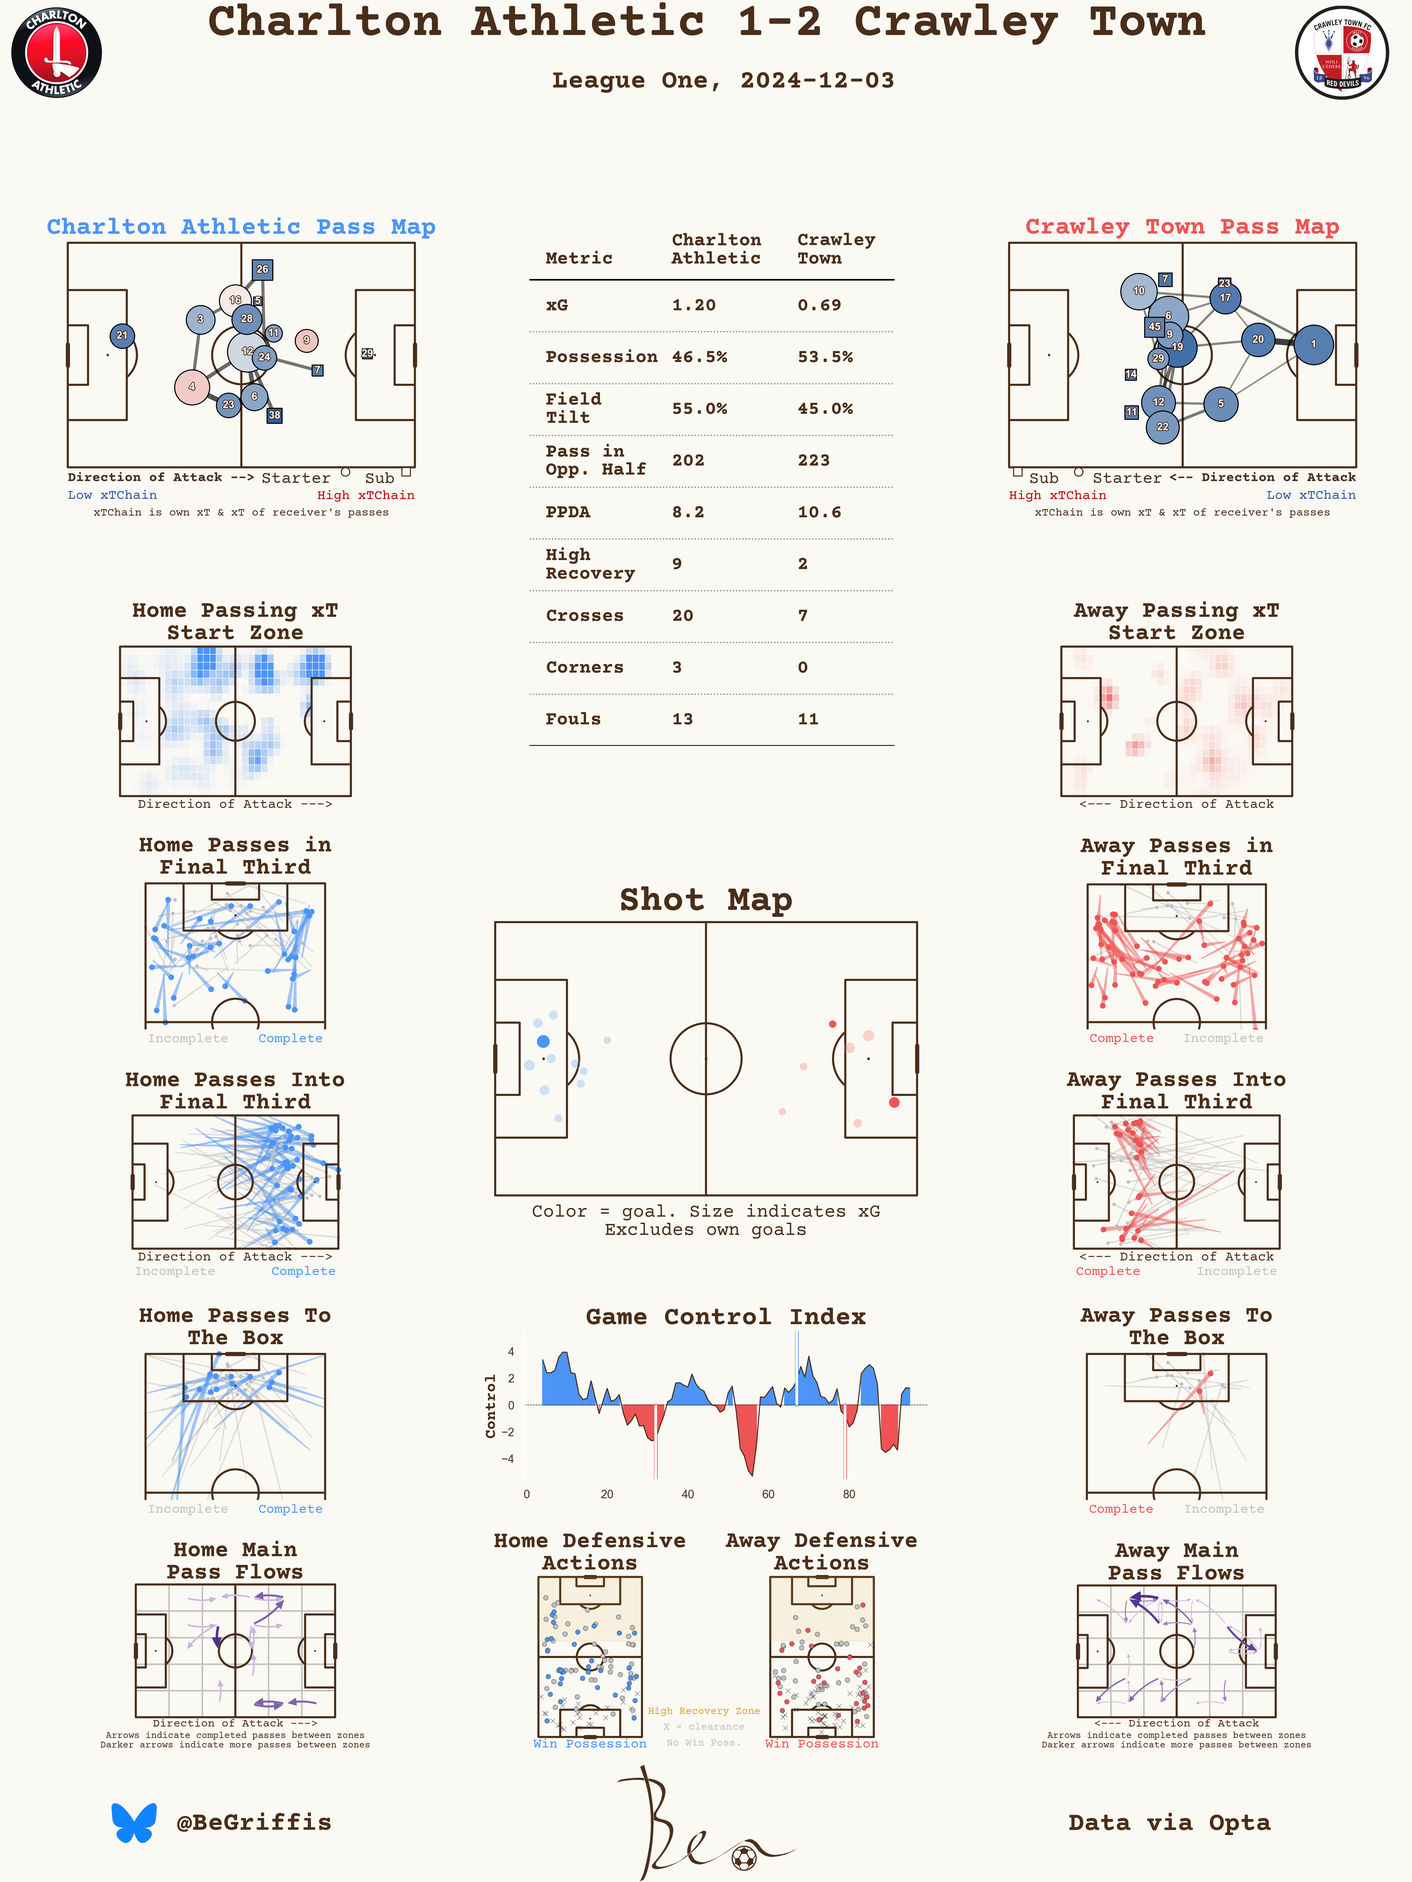 Charlton Athletic 1-2 Crawley Town
League One, 2024-12-03
CHARLTON
ATHLETIC
CRAWLEY TOWN FC
NOLI
CEDERE
18 96
RED DEVILS
Charlton Athletic Pass Map
26
16
5
3
28
11
21
9
12
24
29
7
4
6
23
38
Direction of Attack --> Starter Sub
Low xTChain High xTChain
xTChain is own xT & xT of receiver's passes
Metric Charlton Athletic Crawley Town
xG 1.20 0.69
Possession 46.5% 53.5%
Field Tilt 55.0% 45.0%
Pass in Opp. Half 202 223
PPDA 8.2 10.6
High Recovery 9 2
Crosses 20 7
Corners 3 0
Fouls 13 11
Crawley Town Pass Map
7
23
10
17
6
45
9
20
1
19
29
14
12
5
11
22
Sub Starter <-- Direction of Attack
High xTChain Low xTChain
xTChain is own xT & xT of receiver's passes
Home Passing xT
Start Zone
Direction of Attack --->
Away Passing xT
Start Zone
<--- Direction of Attack
Home Passes in
Final Third
Incomplete Complete
Away Passes in
Final Third
Complete Incomplete
Shot Map
Color = goal. Size indicates xG
Excludes own goals
Home Passes Into
Final Third
Direction of Attack --->
Incomplete Complete
Away Passes Into
Final Third
<--- Direction of Attack
Complete Incomplete
Home Passes To
The Box
Incomplete Complete
Game Control Index
Control
4
2
0
−2
−4
0 20 40 60 80
Away Passes To
The Box
Complete Incomplete
Home Main
Pass Flows
Direction of Attack --->
Arrows indicate completed passes between zones
Darker arrows indicate more passes between zones
Home Defensive
Actions
Win Possession
Away Defensive
Actions
Win Possession
High Recovery Zone
X = clearance
No Win Poss.
Away Main
Pass Flows
<--- Direction of Attack
Arrows indicate completed passes between zones
Darker arrows indicate more passes between zones
@BeGriffis
Ben
Data via Opta